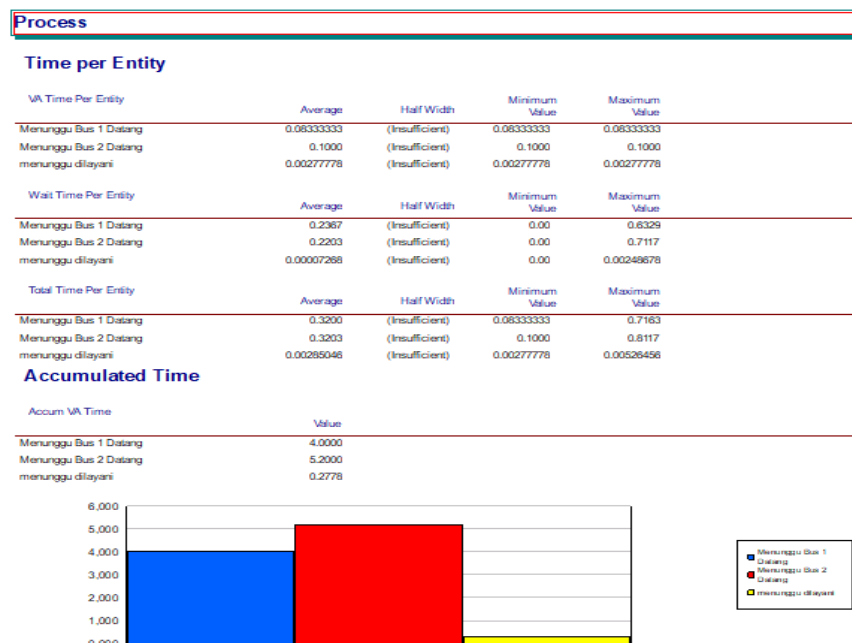 Process
Time per Entity
VA Time Per Entity Average Half Width Minimum Value Maximum Value
Menunggu Bus 1 Datang 0.08333333 (Insufficient) 0.08333333 0.08333333
Menunggu Bus 2 Datang 0.1000 (Insufficient) 0.1000 0.1000
menunggu dilayani 0.00277778 (Insufficient) 0.00277778 0.00277778
Wait Time Per Entity Average Half Width Minimum Value Maximum Value
Menunggu Bus 1 Datang 0.2367 (Insufficient) 0.00 0.6329
Menunggu Bus 2 Datang 0.2203 (Insufficient) 0.00 0.7117
menunggu dilayani 0.00007268 (Insufficient) 0.00 0.00248678
Total Time Per Entity Average Half Width Minimum Value Maximum Value
Menunggu Bus 1 Datang 0.3200 (Insufficient) 0.08333333 0.7163
Menunggu Bus 2 Datang 0.3203 (Insufficient) 0.1000 0.8117
menunggu dilayani 0.00285046 (Insufficient) 0.00277778 0.00526456
Accumulated Time
Accum VA Time Value
Menunggu Bus 1 Datang 4.0000
Menunggu Bus 2 Datang 5.2000
menunggu dilayani 0.2778
6,000
5,000
4,000
3,000
2,000
1,000
0,000
Menunggu Bus 1
Datang
Menunggu Bus 2
Datang
menunggu dilayani